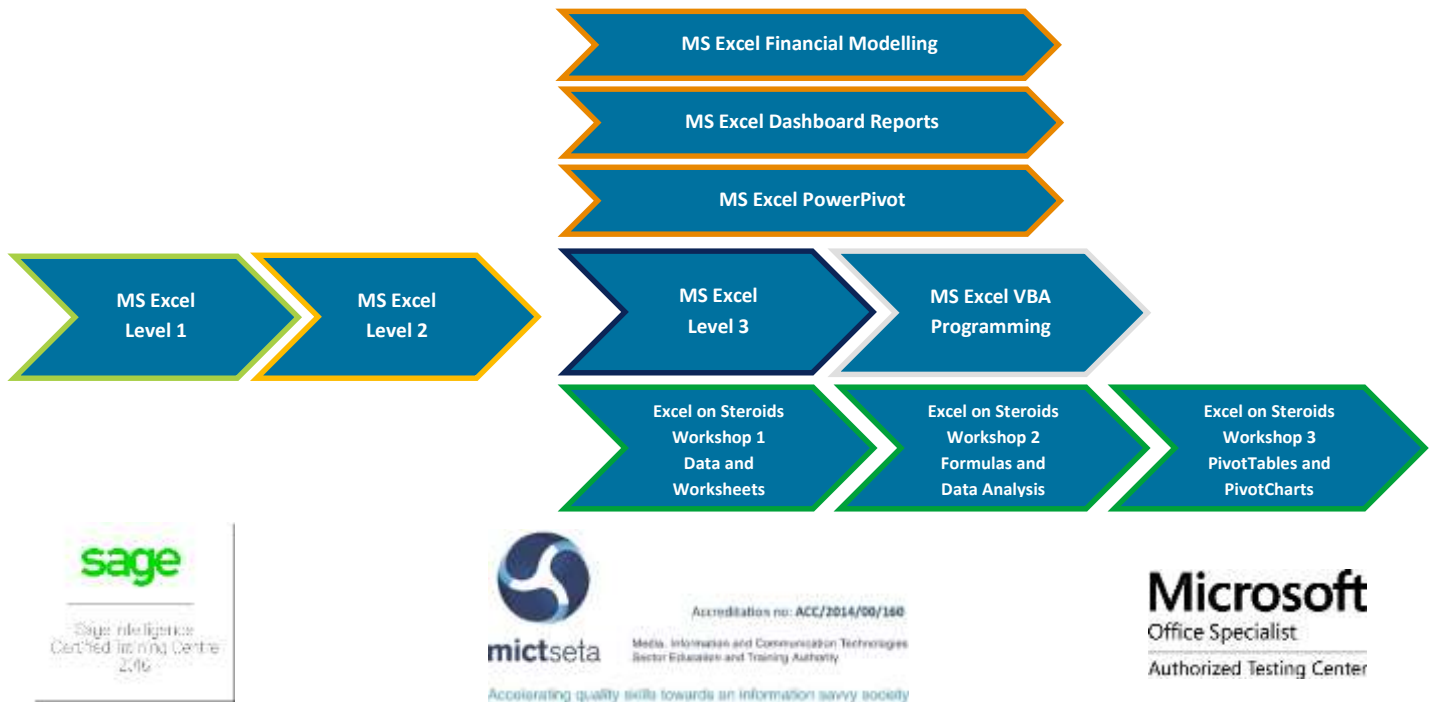 MS Excel Financial Modelling
MS Excel Dashboard Reports
MS Excel PowerPivot
MS Excel
Level 1
MS Excel
Level 2
MS Excel
Level 3
MS Excel VBA
Programming
Excel on Steroids
Workshop 1
Data and
Worksheets
Excel on Steroids
Workshop 2
Formulas and
Data Analysis
Excel on Steroids
Workshop 3
PivotTables and
PivotCharts
sage
Sage Intelligence
Certified Training Centre
mictseta
Accreditation no: ACC/2014/00/160
Media, Information and Communication Technologies
Sector Education and Training Authority
Accelerating quality skills towards an information savvy society
Microsoft
Office Specialist
Authorized Testing Center